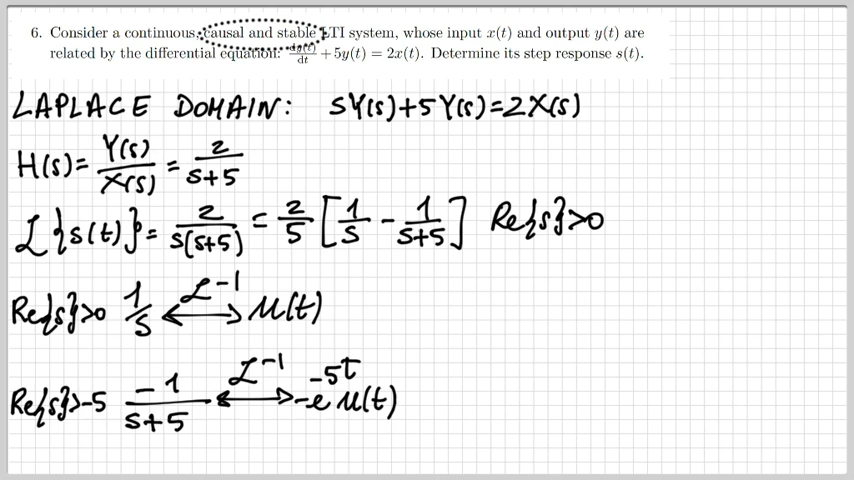 6. Consider a continuous, causal and stable LTI system, whose input x(t) and output y(t) are
related by the differential equation: dy(t)/dt + 5y(t) = 2x(t). Determine its step response s(t).
LAPLACE DOMAIN: SY(s)+5Y(s)=2X(s)
H(s)= Y(s)/X(s) = 2/(s+5)
ℒ{s(t)}= 2/(s(s+5)) = 2/5 [1/s - 1/(s+5)] Re{s}>0
Re{s}>0 1/s ⟷ ℒ^-1 u(t)
Re{s}>-5 -1/(s+5) ⟷ ℒ^-1 -e^-5t u(t)